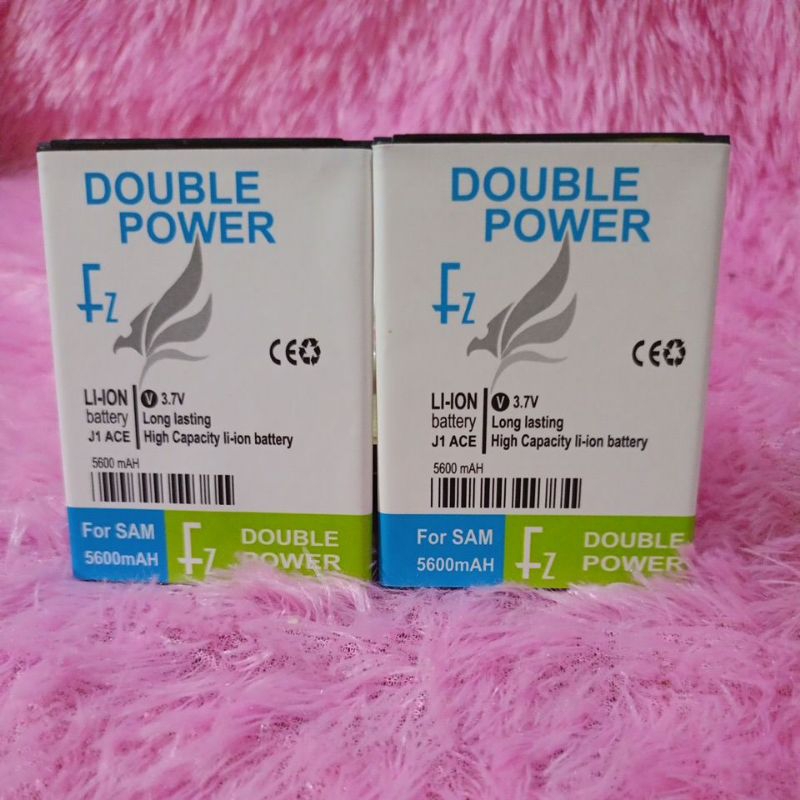 DOUBLE
POWER
Fz
CE
LI-ION
battery
J1 ACE
V 3.7V
Long lasting
High Capacity li-ion battery
5600 mAH
For SAM
5600mAH
Fz
DOUBLE
POWER
DOUBLE
POWER
Fz
CE
LI-ION
battery
J1 ACE
V 3.7V
Long lasting
High Capacity li-ion battery
5600 mAH
For SAM
5600mAH
Fz
DOUBLE
POWER